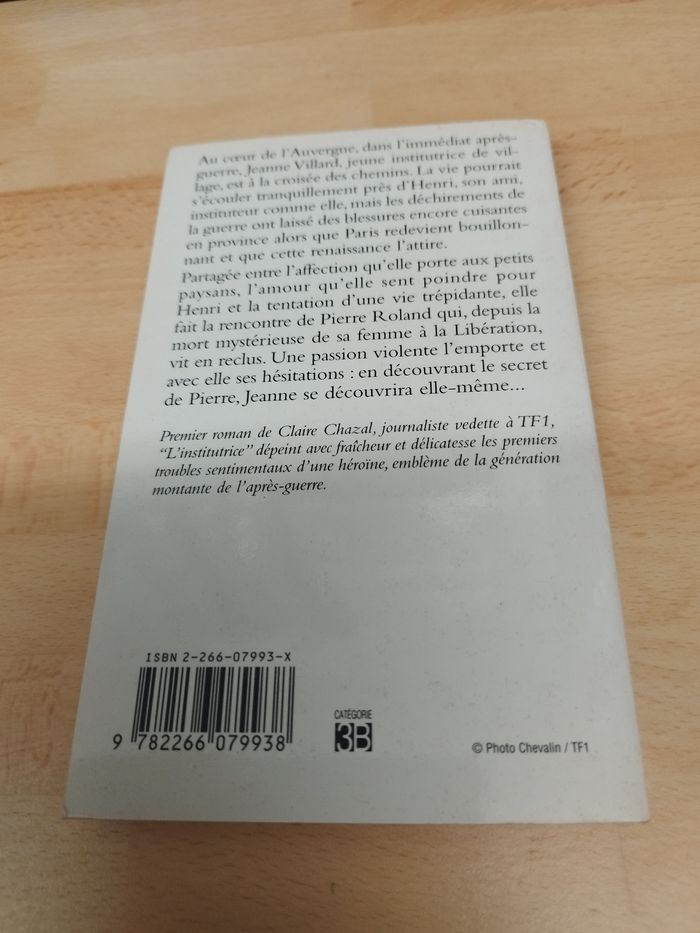 Au cœur de l'Auvergne, dans l'immédiat après-
guerre, Jeanne Villard, jeune institutrice de vil-
lage, est à la croisée des chemins. La vie pourrait
s'écouler tranquillement près d'Henri, son ami,
instituteur comme elle, mais les déchirements de
la guerre ont laissé des blessures encore cuisantes
en province alors que Paris redevient bouillon-
nant et que cette renaissance l'attire.
Partagée entre l'affection qu'elle porte aux petits
paysans, l'amour qu'elle sent poindre pour
Henri et la tentation d'une vie trépidante, elle
fait la rencontre de Pierre Roland qui, depuis la
mort mystérieuse de sa femme à la Libération,
vit en reclus. Une passion violente l'emporte et
avec elle ses hésitations : en découvrant le secret
de Pierre, Jeanne se découvrira elle-même...
Premier roman de Claire Chazal, journaliste vedette à TF1,
"L'institutrice" dépeint avec fraîcheur et délicatesse les premiers
troubles sentimentaux d'une héroïne, emblème de la génération
montante de l'après-guerre.
ISBN 2-266-07993-X
9 782266 079938
CATÉGORIE
3B
© Photo Chevalin / TF1